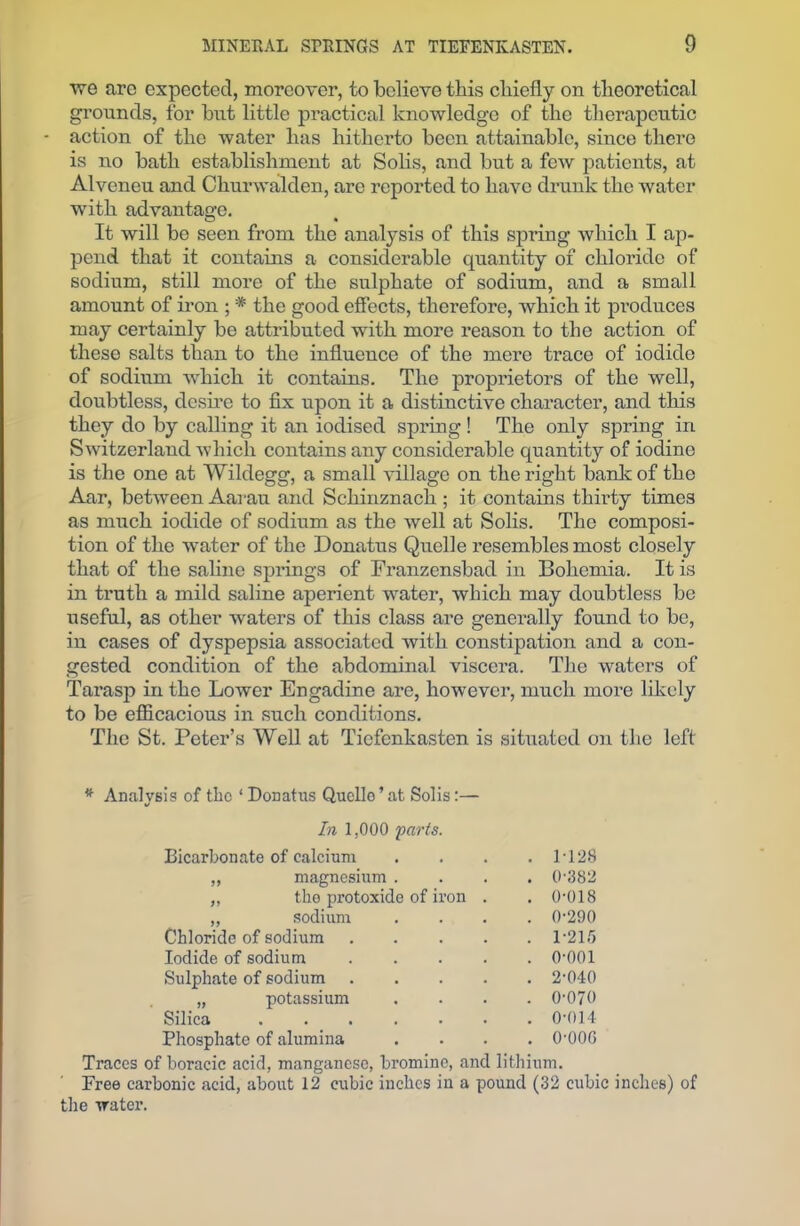 MINERAL SPRINGS AT TIEFENKASTEN. 9
we are expected, moreover, to believe this chiefly on theoretical
grounds, for but little practical knowledge of the therapeutic
action of the water has hitherto been attainable, since there
is no bath establishment at Solis, and but a few patients, at
Alveneu and Churwalden, are reported to have drunk the water
with advantage.
It will be seen from the analysis of this spring which I ap-
pend that it contains a considerable quantity of chloride of
sodium, still more of the sulphate of sodium, and a small
amount of iron ; * the good effects, therefore, which it produces
may certainly be attributed with more reason to the action of
these salts than to the influence of the mere trace of iodide
of sodium which it contains. The proprietors of the well,
doubtless, desire to fix upon it a distinctive character, and this
they do by calling it an iodised spring! The only spring in
Switzerland which contains any considerable quantity of iodine
is the one at Wildegg, a small village on the right bank of the
Aar, between Aarau and Schinznach ; it contains thirty times
as much iodide of sodium as the well at Solis. The composi-
tion of the water of the Donatus Quelle resembles most closely
that of the saline springs of Franzensbad in Bohemia. It is
in truth a mild saline aperient water, which may doubtless be
useful, as other waters of this class are generally found to be,
in cases of dyspepsia associated with constipation and a con-
gested condition of the abdominal viscera. The waters of
Tarasp in the Lower Engadine are, however, much more likely
to be efficacious in such conditions.
The St. Peter's Well at Tiefenkasten is situated on the left
* Analysis of the ‘Donatus Quelle’ at Solis:—
In 1,000 parts.
Bicarbonate of calcium . . . . 1·128
„ magnesium . . . . 0·382
„ the protoxide of iron . . 0·018
„ sodium . . . . 0·290
Chloride of sodium . . . . . 1·215
Iodide of sodium . . . . . 0·001
Sulphate of sodium . . . . . 2·040
„ potassium . . . . 0·070
Silica . . . . . . . 0·014
Phosphate of alumina . . . . 0·006
Traces of boracic acid, manganese, bromine, and lithium.
Free carbonic acid, about 12 cubic inches in a pound (32 cubic inches) of
the water.